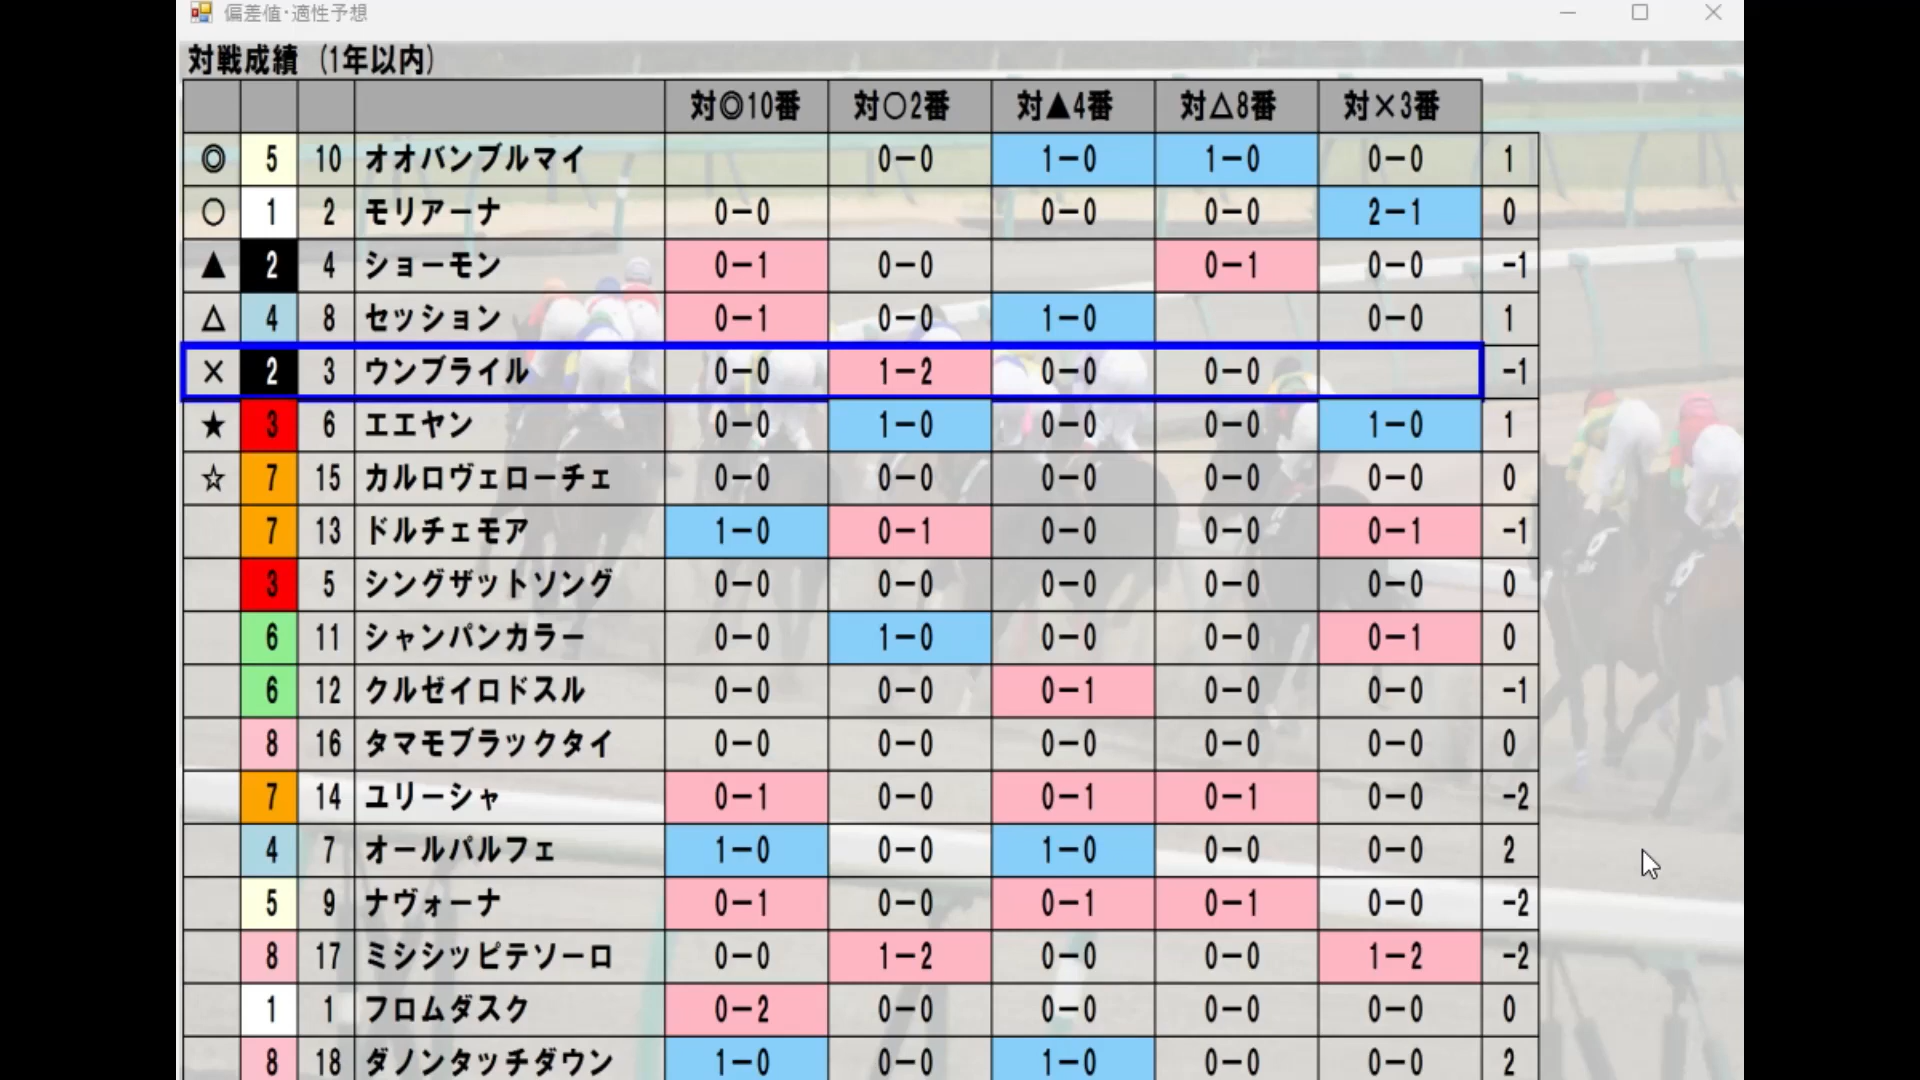 偏差値・適性予想
対戦成績 (1年以内)
対◎10番 対○2番 対▲4番 対△8番 対×3番
◎ 5 10 オオバンブルマイ 0-0 1-0 1-0 0-0 1
○ 1 2 モリアーナ 0-0 0-0 0-0 2-1 0
▲ 2 4 ショーモン 0-1 0-0 0-1 0-0 -1
△ 4 8 セッション 0-1 0-0 1-0 0-0 1
× 2 3 ウンブライル 0-0 1-2 0-0 0-0 -1
★ 3 6 エエヤン 0-0 1-0 0-0 0-0 1-0 1
☆ 7 15 カルロヴェローチェ 0-0 0-0 0-0 0-0 0-0 0
7 13 ドルチェモア 1-0 0-1 0-0 0-0 0-1 -1
3 5 シングザットソング 0-0 0-0 0-0 0-0 0-0 0
6 11 シャンパンカラー 0-0 1-0 0-0 0-0 0-1 0
6 12 クルゼイロドスル 0-0 0-0 0-1 0-0 0-0 -1
8 16 タマモブラックタイ 0-0 0-0 0-0 0-0 0-0 0
7 14 ユリーシャ 0-1 0-0 0-1 0-1 0-0 -2
4 7 オールパルフェ 1-0 0-0 1-0 0-0 0-0 2
5 9 ナヴォーナ 0-1 0-0 0-1 0-1 0-0 -2
8 17 ミシシッピテソーロ 0-0 1-2 0-0 0-0 1-2 -2
1 1 フロムダスク 0-2 0-0 0-0 0-0 0-0 0
8 18 ダノンタッチダウン 1-0 0-0 1-0 0-0 0-0 2